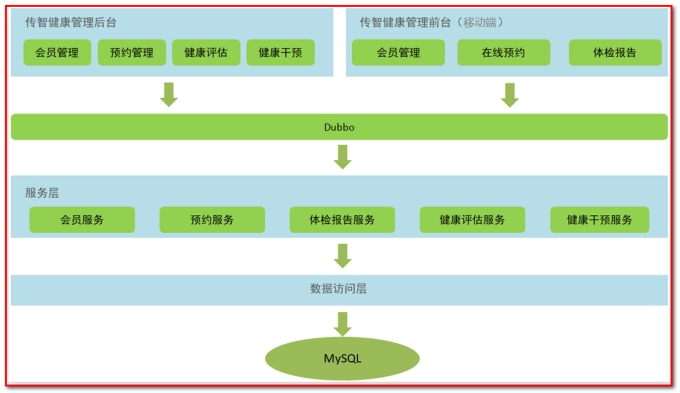 传智健康管理后台
会员管理 预约管理 健康评估 健康干预
传智健康管理前台（移动端）
会员管理 在线预约 体检报告
Dubbo
服务层
会员服务 预约服务 体检报告服务 健康评估服务 健康干预服务
数据访问层
MySQL